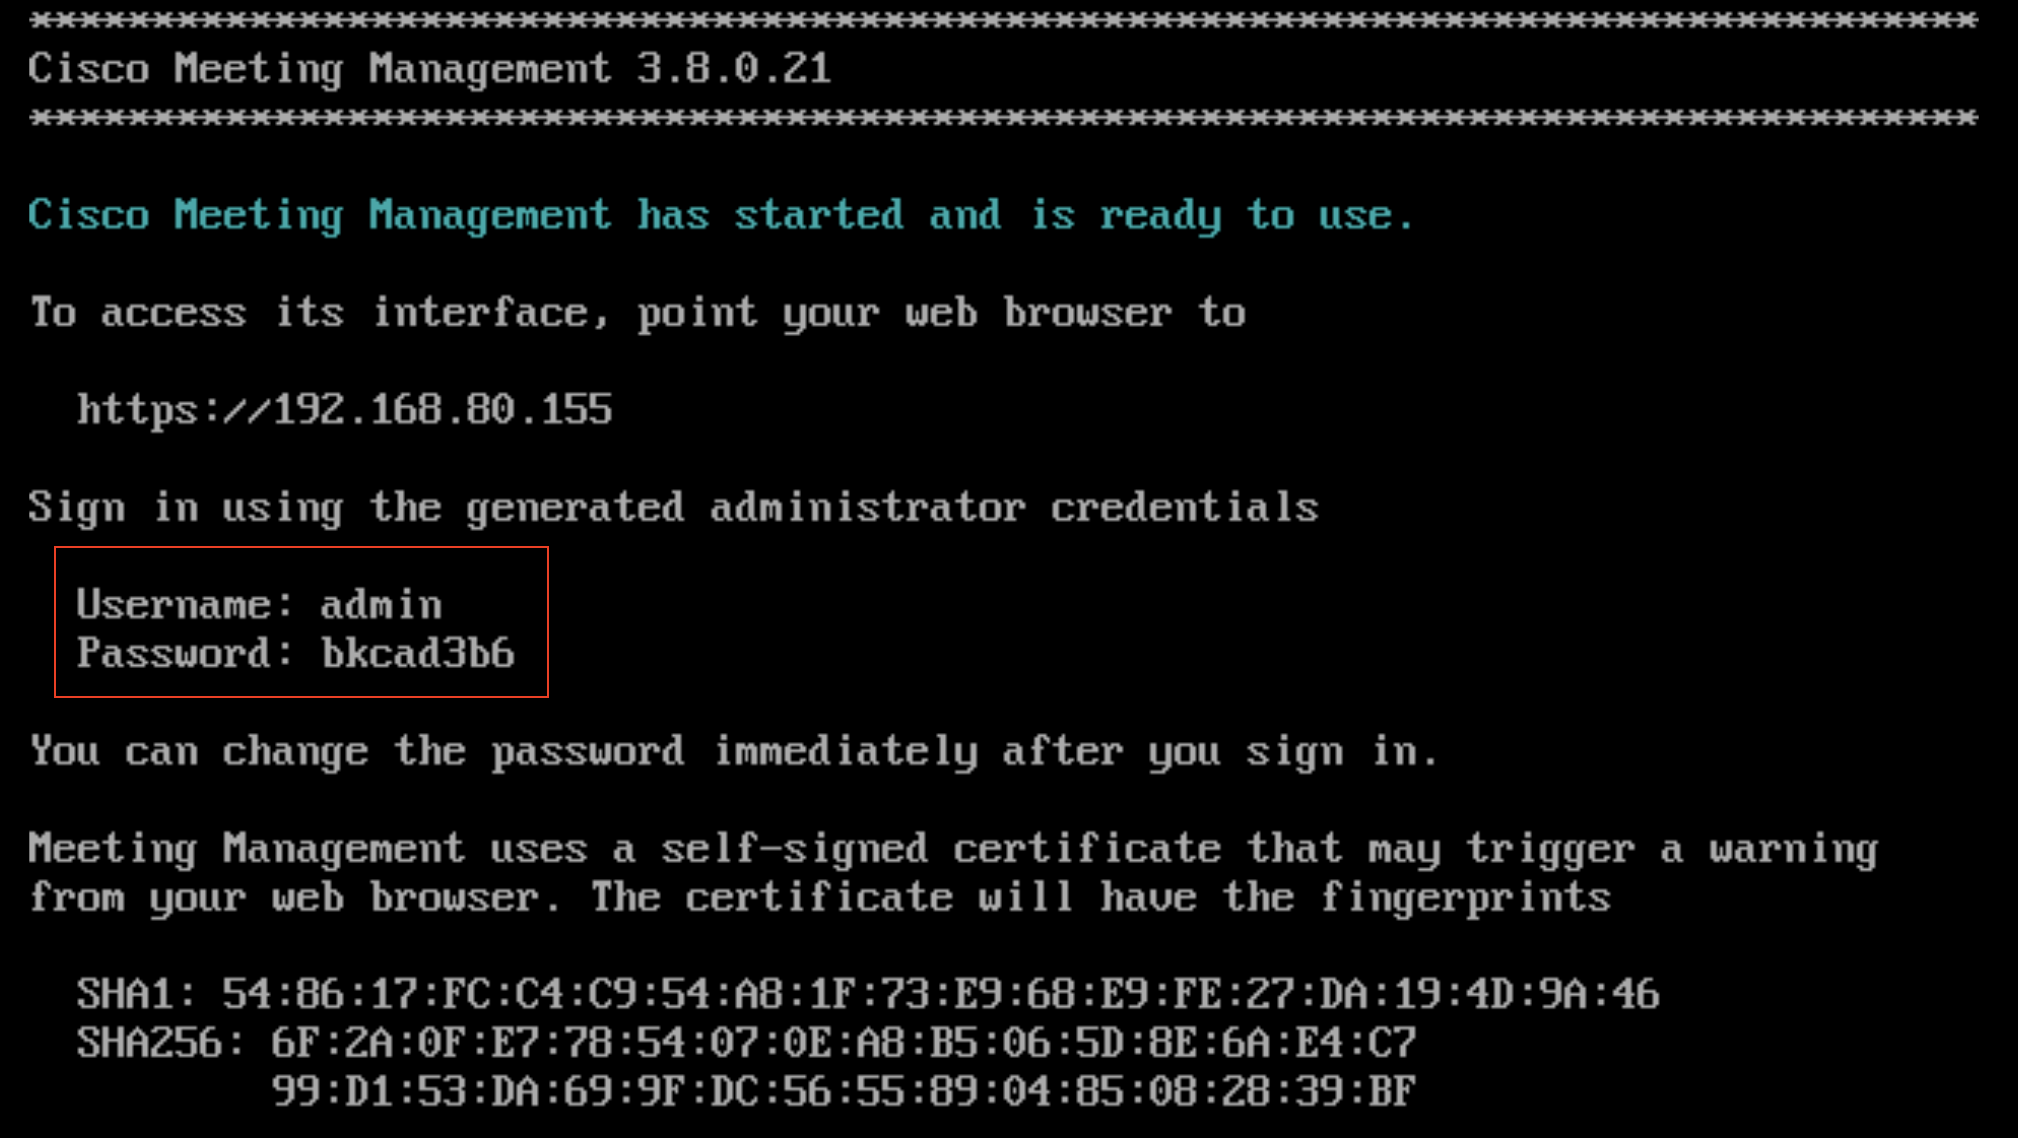 ********************************************************************************
Cisco Meeting Management 3.8.0.21
********************************************************************************
Cisco Meeting Management has started and is ready to use.
To access its interface, point your web browser to
https://192.168.80.155
Sign in using the generated administrator credentials
Username: admin
Password: bkcad3b6
You can change the password immediately after you sign in.
Meeting Management uses a self-signed certificate that may trigger a warning
from your web browser. The certificate will have the fingerprints
SHA1: 54:86:17:FC:C4:C9:54:A8:1F:73:E9:68:E9:FE:27:DA:19:4D:9A:46
SHA256: 6F:2A:0F:E7:78:54:07:0E:A8:B5:06:5D:8E:6A:E4:C7
99:D1:53:DA:69:9F:DC:56:55:89:04:85:08:28:39:BF